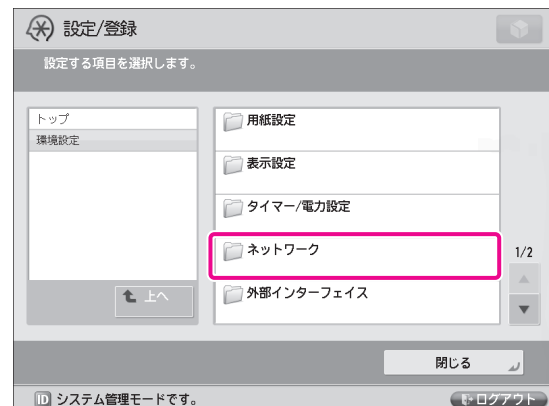 設定/登録
設定する項目を選択します。
トップ
環境設定
用紙設定
表示設定
タイマー/電力設定
ネットワーク
外部インターフェイス
1/2
上へ
閉じる
ID システム管理モードです。
ログアウト